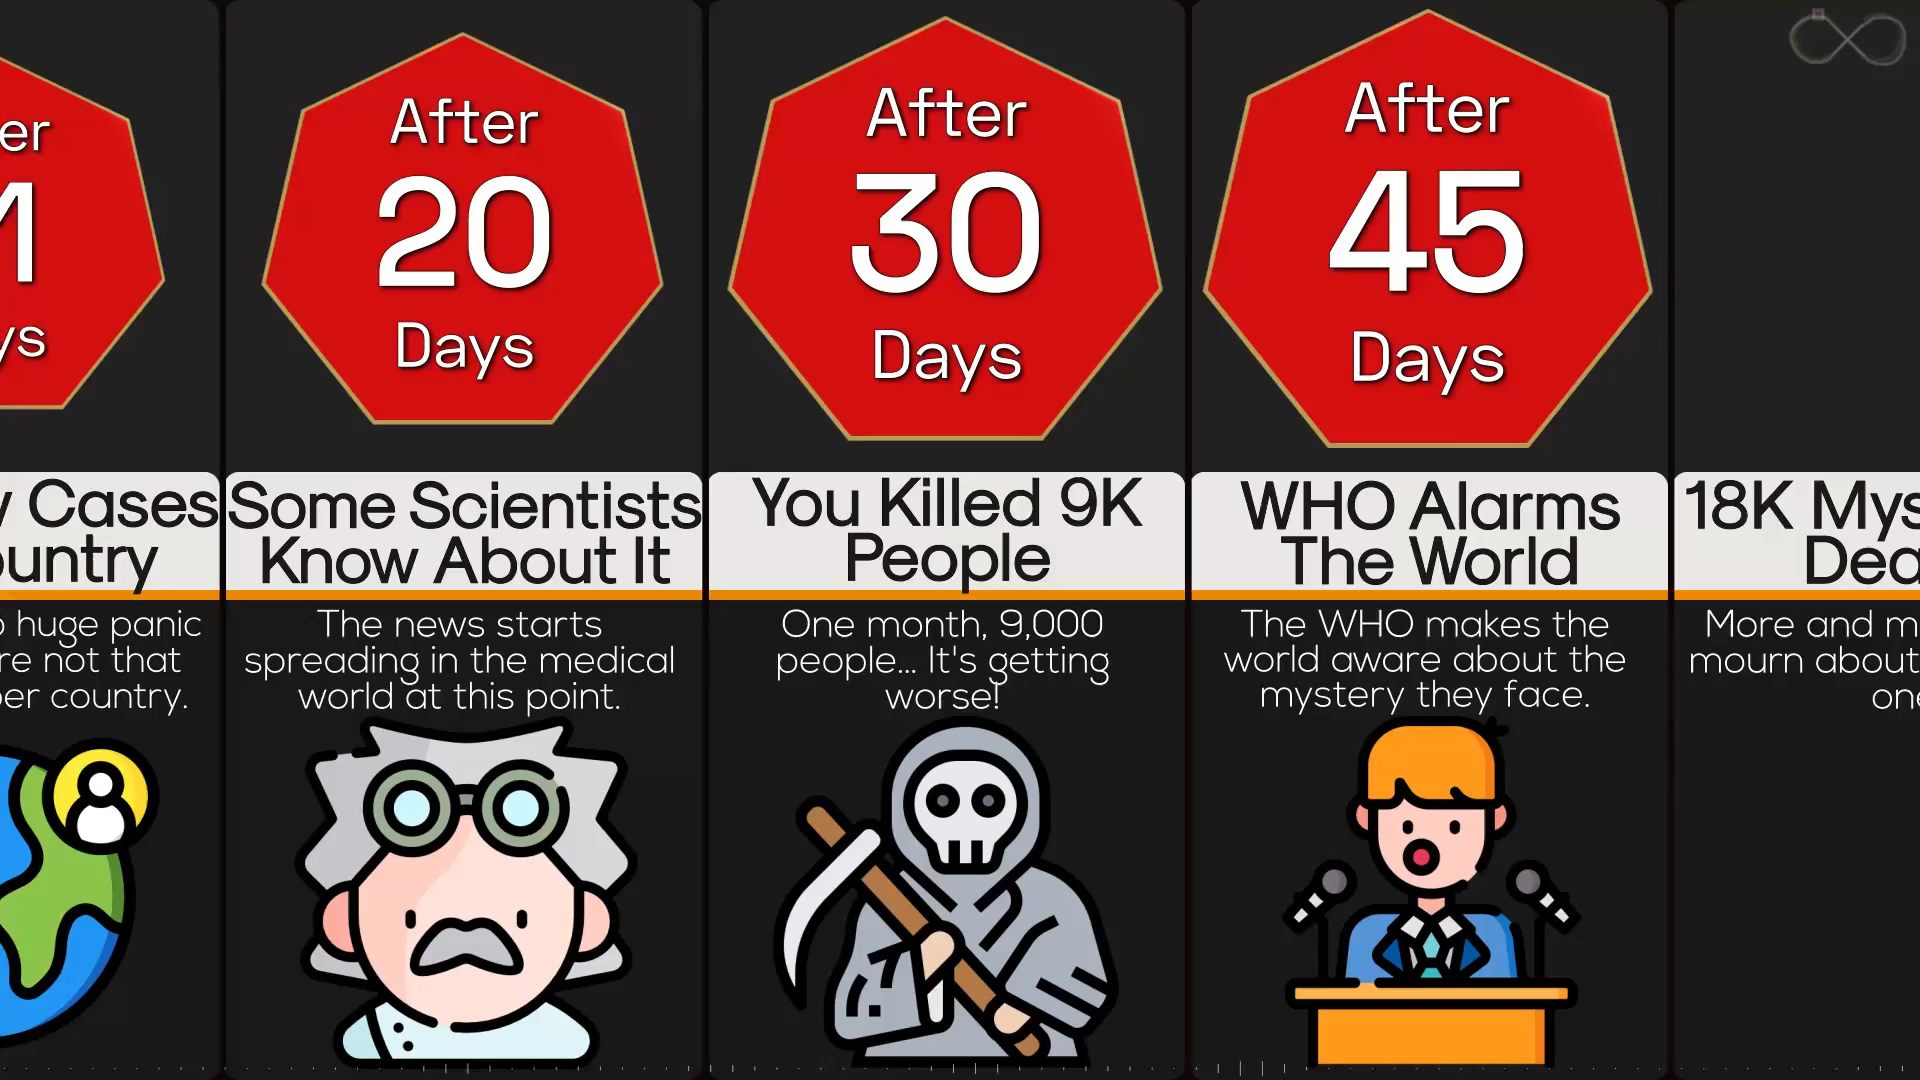 er
1
ys
y Cases
ountry
o huge panic
re not that
per country.
After
20
Days
Some Scientists
Know About It
The news starts
spreading in the medical
world at this point.
After
30
Days
You Killed 9K
People
One month, 9,000
people... It's getting
worse!
After
45
Days
WHO Alarms
The World
The WHO makes the
world aware about the
mystery they face.
18K Mys
Dea
More and m
mourn about
one